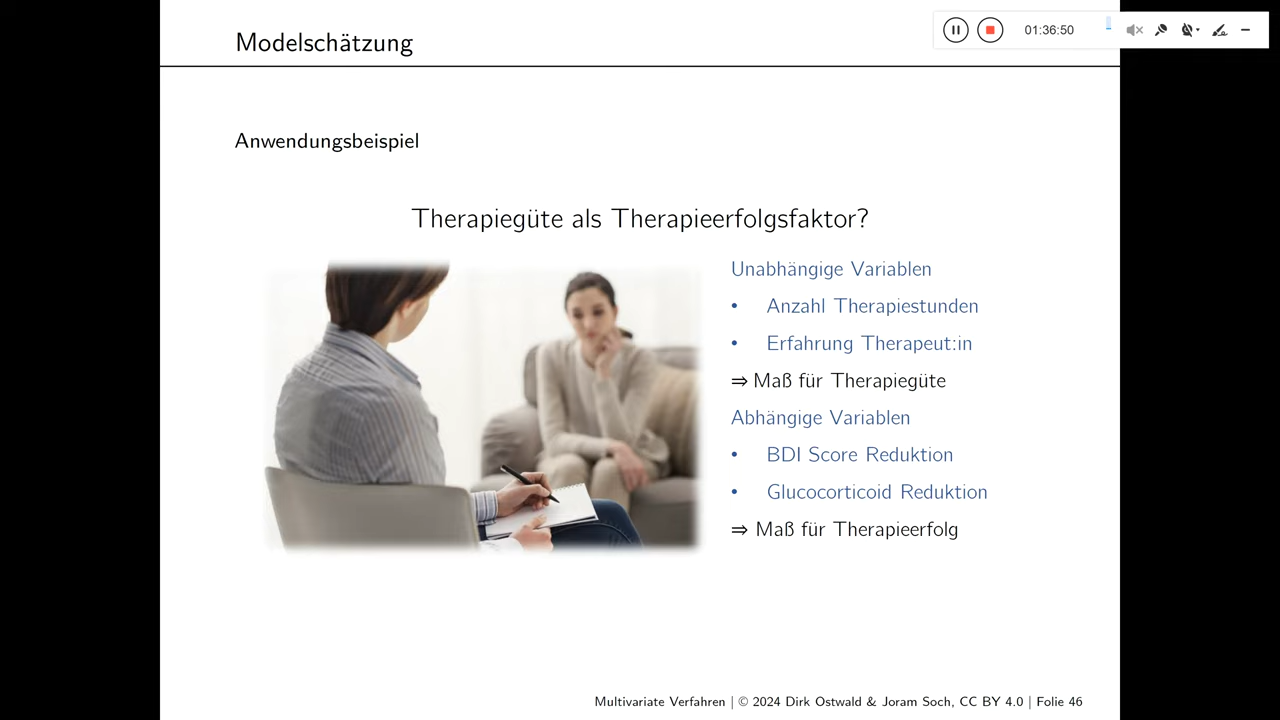 Modelschätzung
01:36:50
Anwendungsbeispiel
Therapiegüte als Therapieerfolgsfaktor?
Unabhängige Variablen
• Anzahl Therapiestunden
• Erfahrung Therapeut:in
⇒ Maß für Therapiegüte
Abhängige Variablen
• BDI Score Reduktion
• Glucocorticoid Reduktion
⇒ Maß für Therapieerfolg
Multivariate Verfahren | © 2024 Dirk Ostwald & Joram Soch, CC BY 4.0 | Folie 46